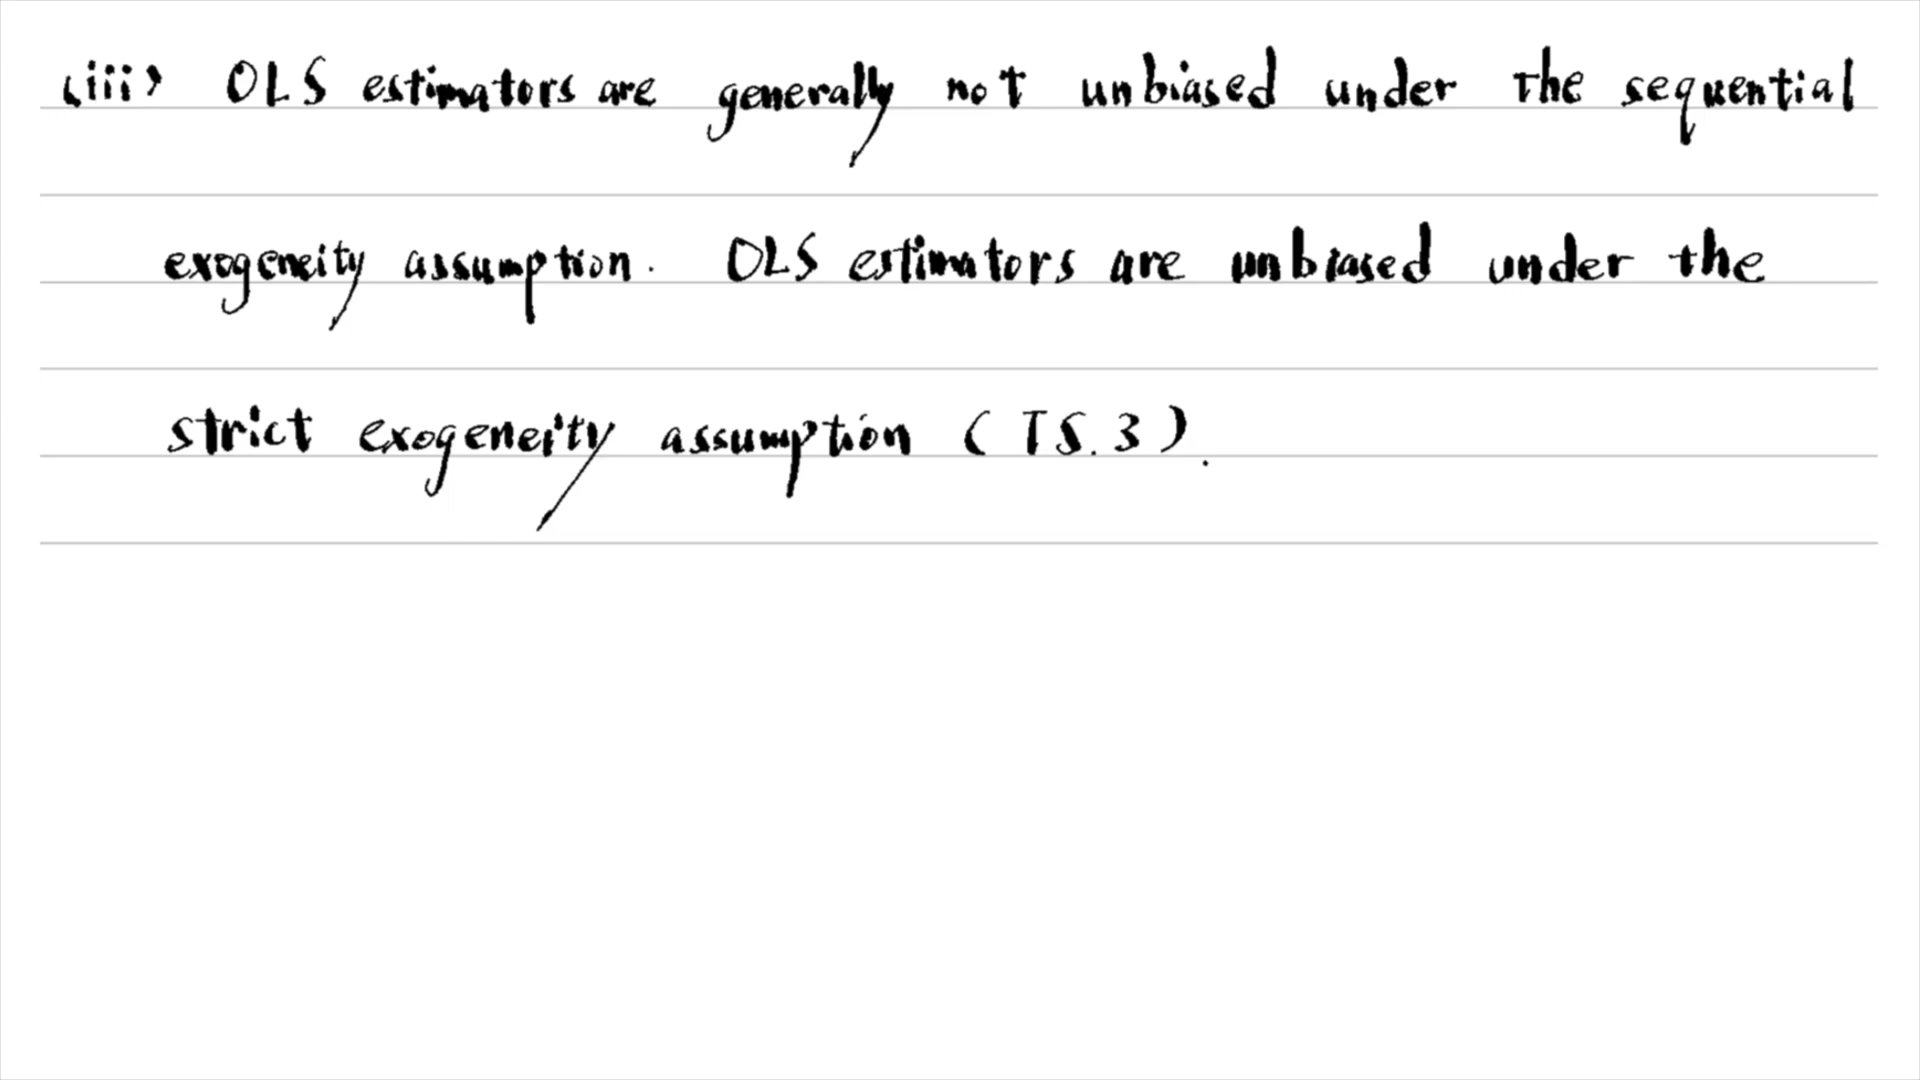 (iii) OLS estimators are generally not unbiased under the sequential
exogeneity assumption. OLS estimators are unbiased under the
strict exogeneity assumption (TS.3).